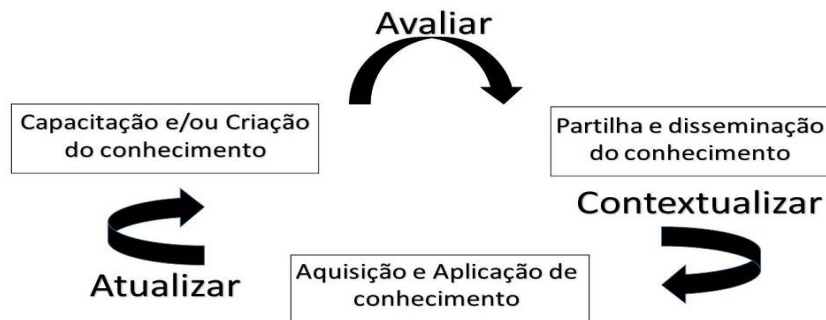 Avaliar
Capacitação e/ou Criação
do conhecimento
Partilha e disseminação
do conhecimento
Contextualizar
Aquisição e Aplicação de
conhecimento
Atualizar